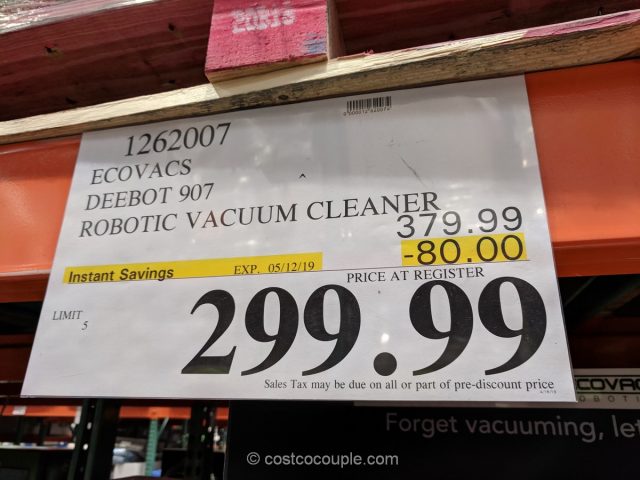 1262007
ECOVACS
DEEBOT 907
ROBOTIC VACUUM CLEANER
379.99
-80.00
Instant Savings EXP. 05/12/19
PRICE AT REGISTER
LIMIT
5
299.99
Sales Tax may be due on all or part of pre-discount price
ECOVAC
ROBOTI
Forget vacuuming, let
© costcocouple.com